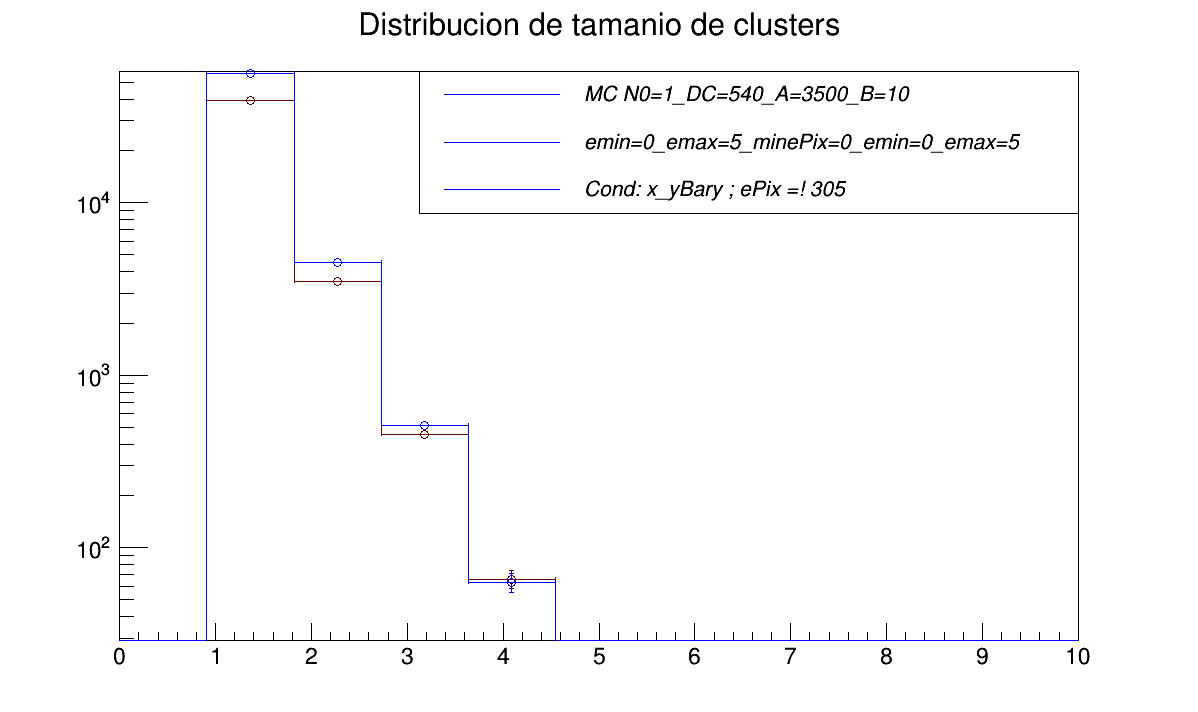 Distribucion de tamanio de clusters
MC N0=1_DC=540_A=3500_B=10
emin=0_emax=5_minePix=0_emin=0_emax=5
Cond: x_yBary ; ePix =! 305
10^4
10^3
10^2
0 1 2 3 4 5 6 7 8 9 10